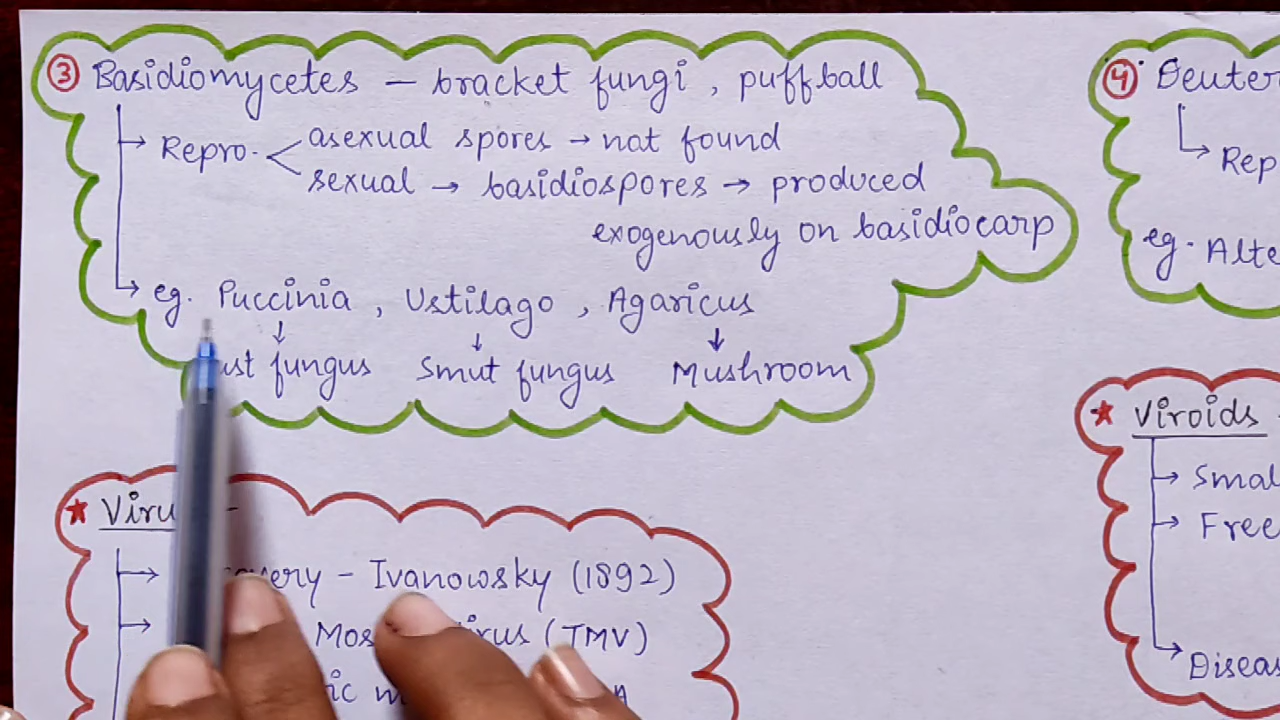 ③ Basidiomycetes – bracket fungi, puffball
Repro. asexual spores → not found
sexual → basidiospores → produced
exogenously on basidiocarp
eg. Puccinia, Ustilago, Agaricus
fungus Smut fungus Mushroom
④ Deuter
Rep
eg. Alte
★ Viru -
– Ivanowsky (1892)
(TMV)
★ Viroids
Smal
Free
Diseas